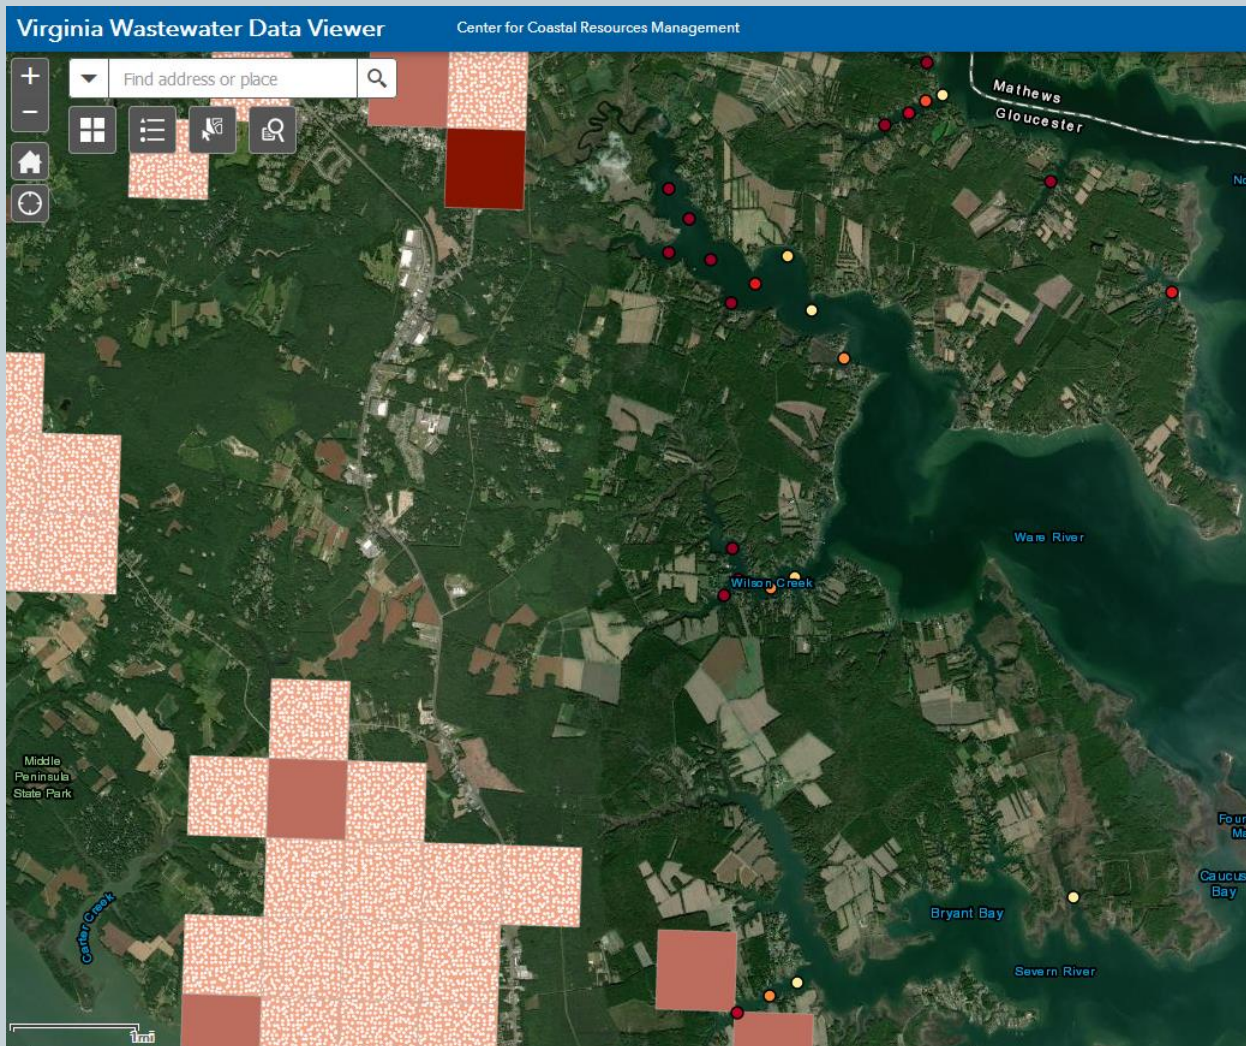 Virginia Wastewater Data Viewer
Center for Coastal Resources Management
Find address or place
Mathews
Gloucester
Ware River
Wilson Creek
Middle
Peninsula
State Park
Carter Creek
Caucus
Bay
Bryant Bay
Severn River
1mi